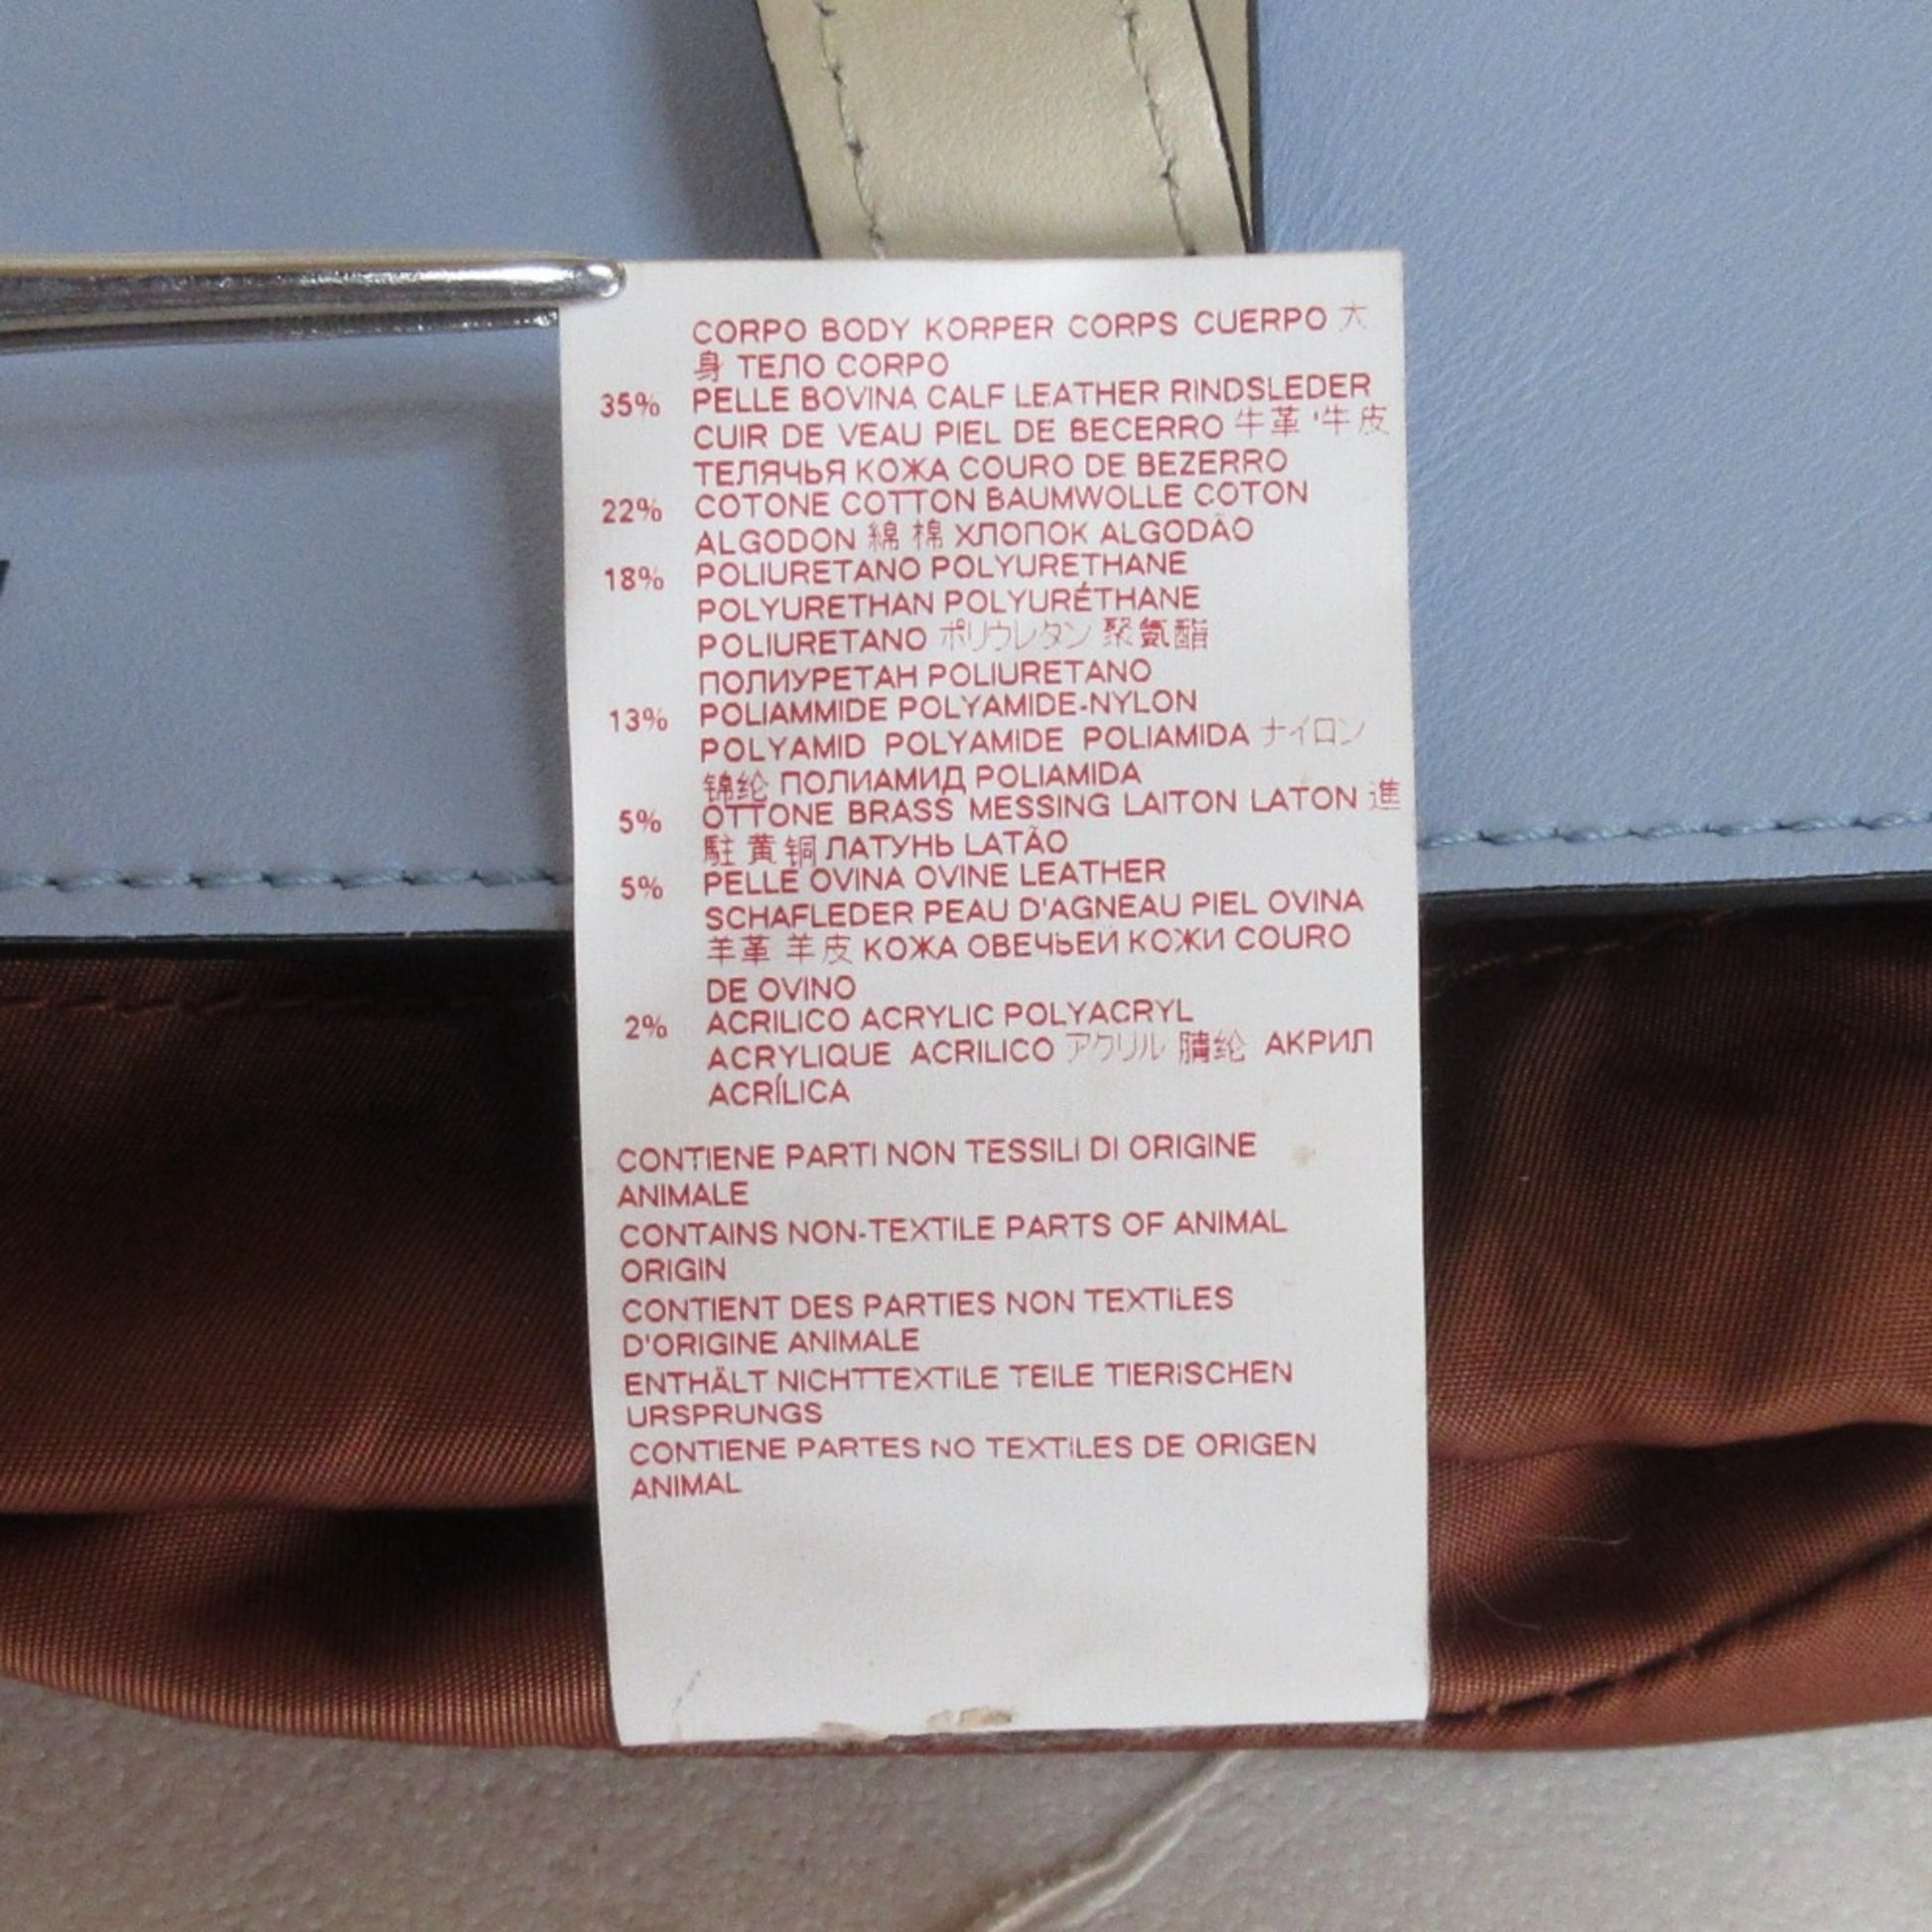 CORPO BODY KORPER CORPS CUERPO 大
身 ТЕЛО CORPO
35% PELLE BOVINA CALF LEATHER RINDSLEDER
CUIR DE VEAU PIEL DE BECERRO 牛革 '牛皮
ТЕЛЯЧЬЯ КОЖА COURO DE BEZERRO
22% COTONE COTTON BAUMWOLLE COTON
ALGODON 綿 棉 ХЛОПОК ALGODÃO
18% POLIURETANO POLYURETHANE
POLYURETHAN POLYURÉTHANE
POLIURETANO ポリウレタン 聚氨酯
ПОЛИУРЕТАН POLIURETANO
13% POLIAMMIDE POLYAMIDE-NYLON
POLYAMID POLYAMIDE POLIAMIDA ナイロン
锦纶 ПОЛИАМИД POLIAMIDA
5% OTTONE BRASS MESSING LAITON LATON 進
駐 黄铜 ЛАТУНЬ LATÃO
5% PELLE OVINA OVINE LEATHER
SCHAFLEDER PEAU D'AGNEAU PIEL OVINA
羊革 羊皮 КОЖА ОВЕЧЬЕЙ КОЖИ COURO
DE OVINO
2% ACRILICO ACRYLIC POLYACRYL
ACRYLIQUE ACRILICO アクリル 腈纶 АКРИЛ
ACRÍLICA
CONTIENE PARTI NON TESSILI DI ORIGINE
ANIMALE
CONTAINS NON-TEXTILE PARTS OF ANIMAL
ORIGIN
CONTIENT DES PARTIES NON TEXTILES
D'ORIGINE ANIMALE
ENTHÄLT NICHTTEXTILE TEILE TIERISCHEN
URSPRUNGS
CONTIENE PARTES NO TEXTILES DE ORIGEN
ANIMAL